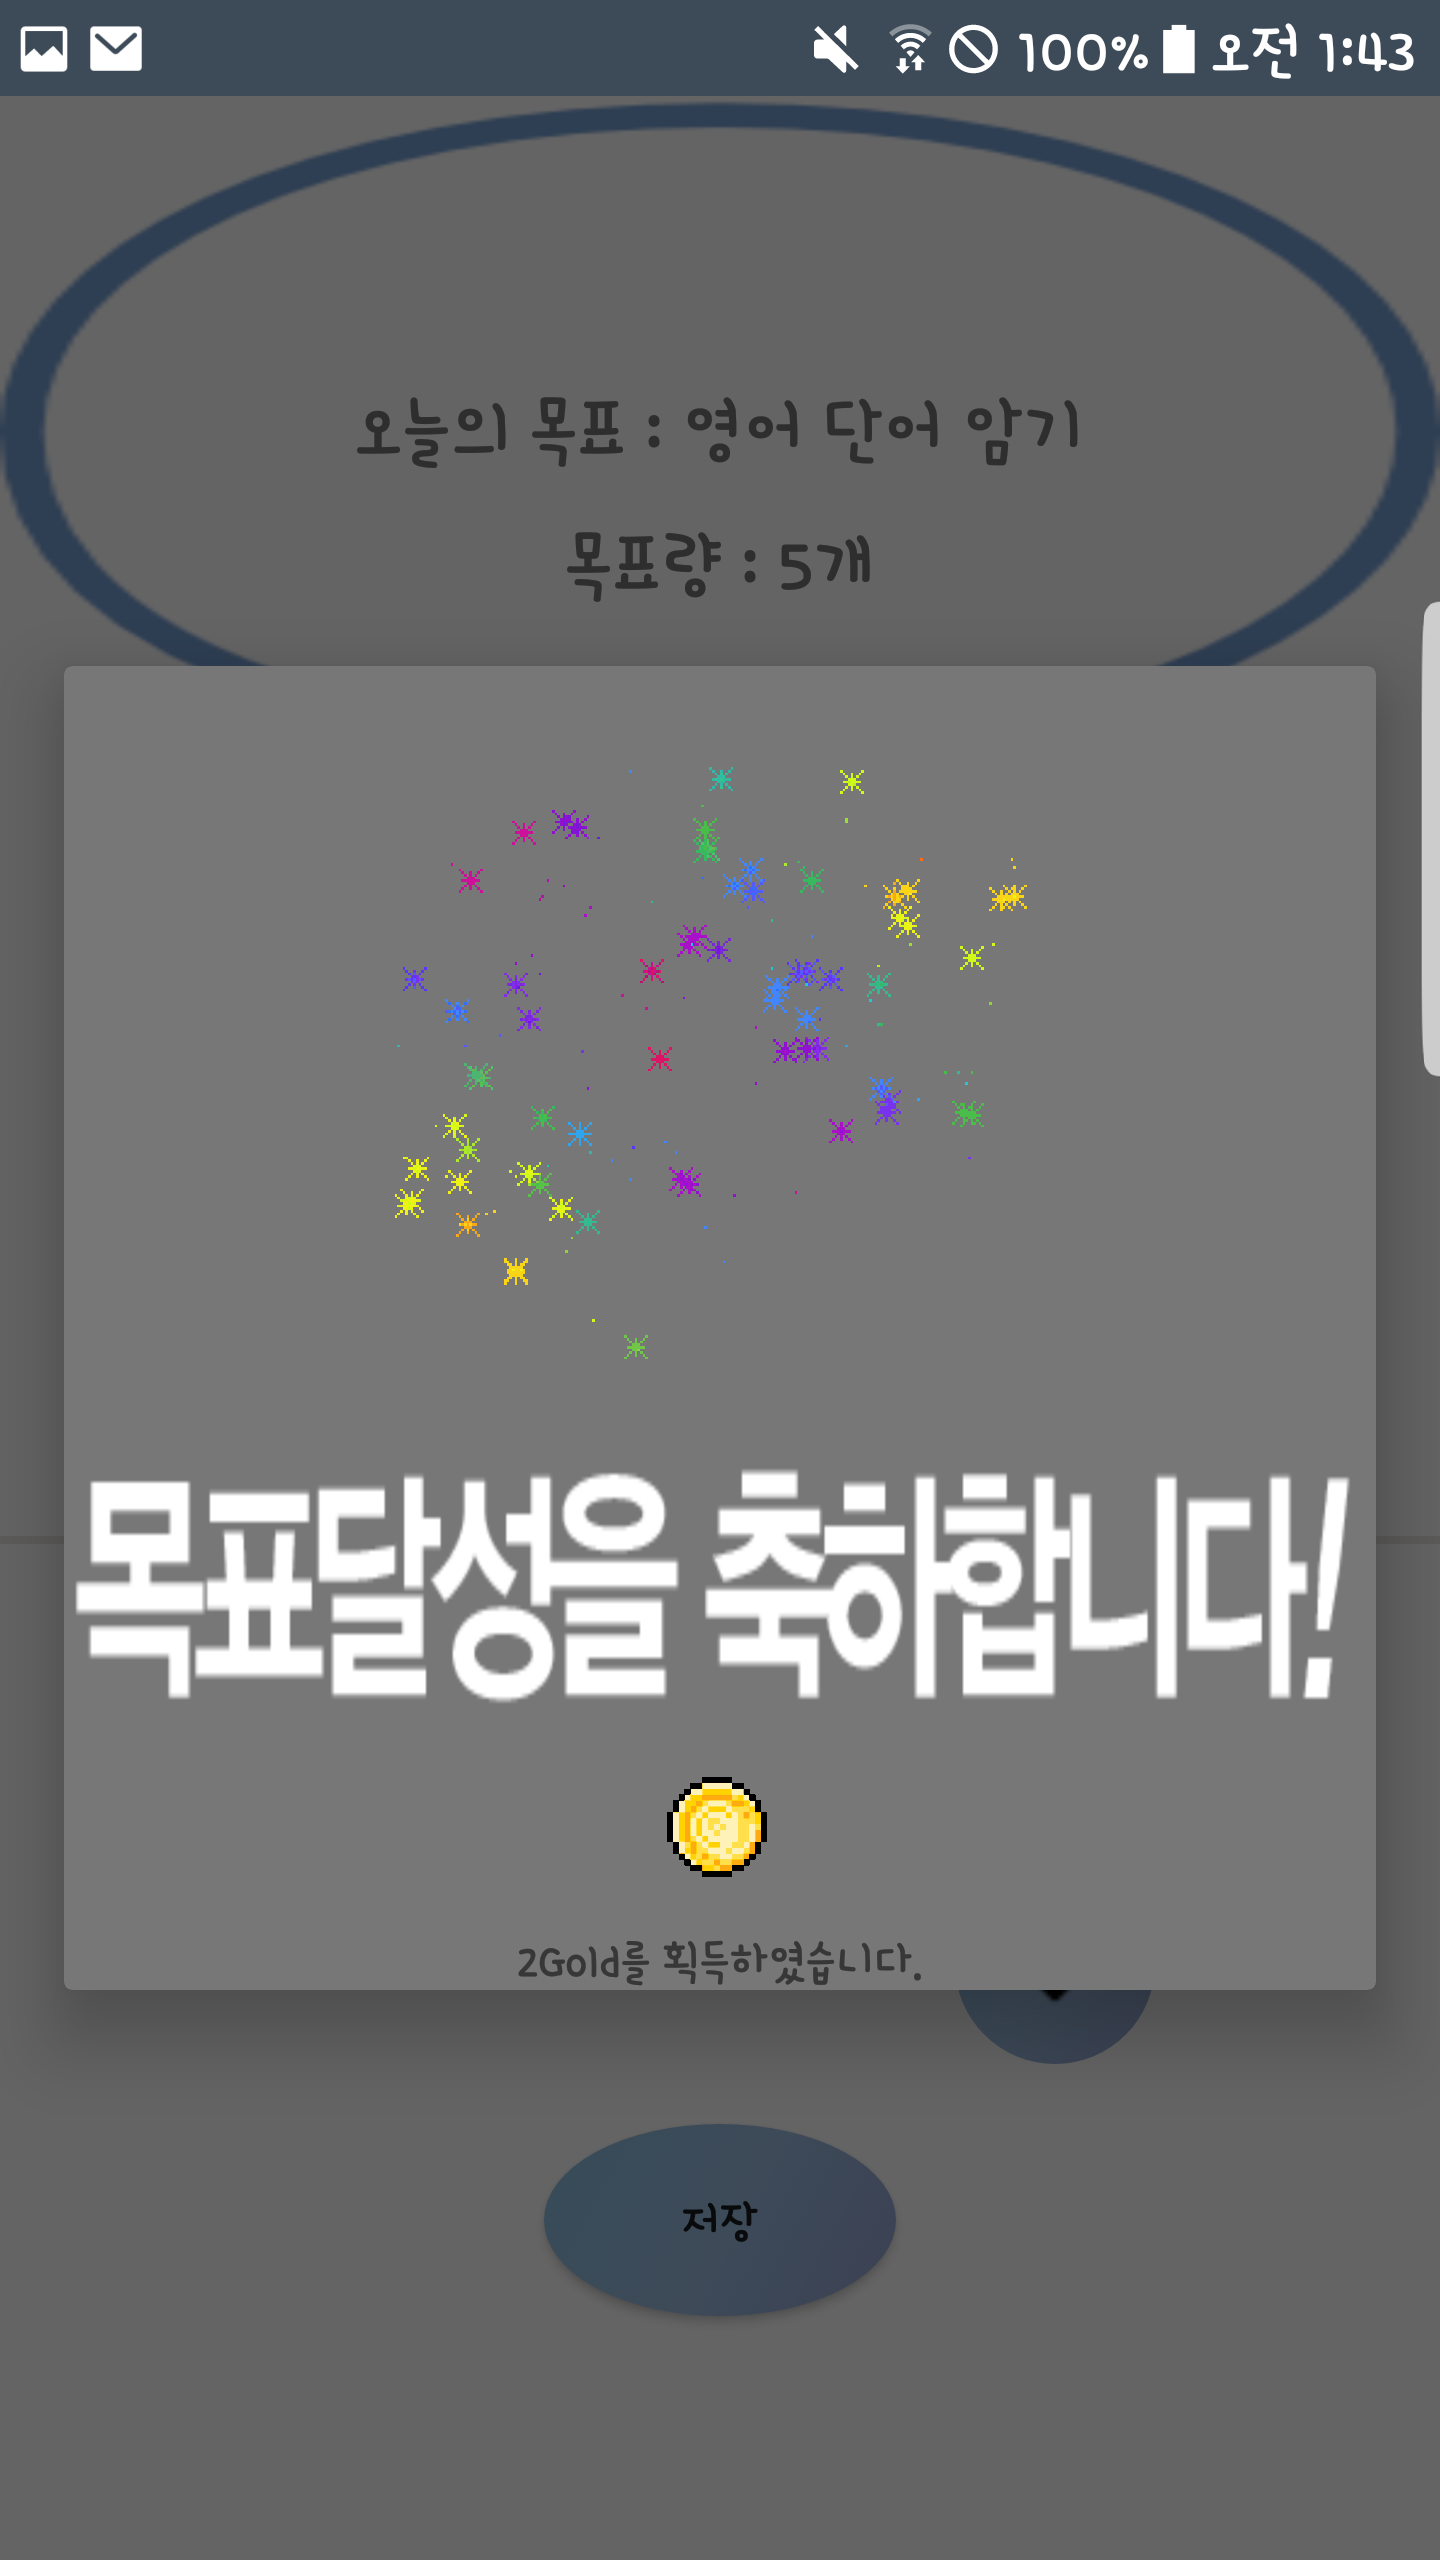 100% 오전 1:43
오늘의 목표 : 영어 단어 암기
목표량 : 5개
목표달성을 축하합니다!
2Gold를 획득하였습니다.
저장